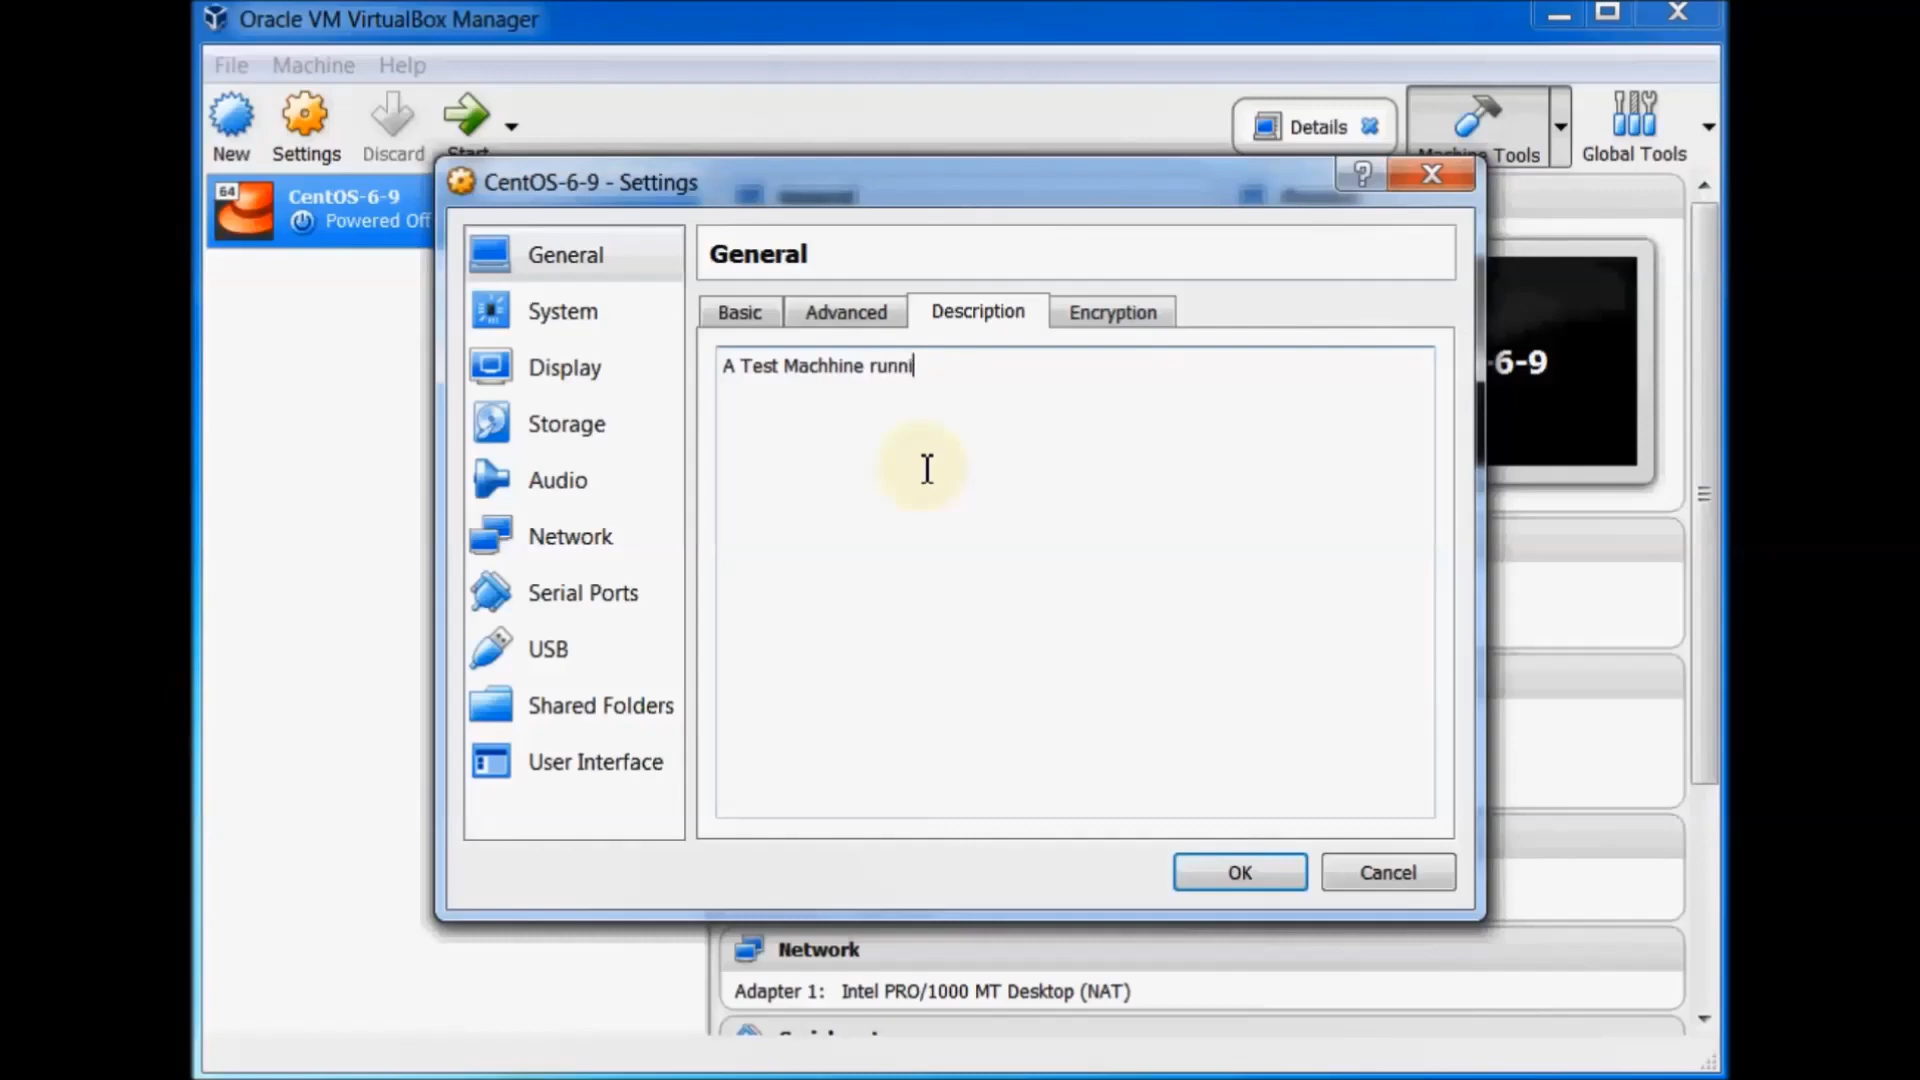 Oracle VM VirtualBox Manager
File Machine Help
New Settings Discard Start
Details
Machine Tools
Global Tools
64
CentOS-6-9
Powered Off
CentOS-6-9 - Settings
General
System
Display
Storage
Audio
Network
Serial Ports
USB
Shared Folders
User Interface
General
Basic Advanced Description Encryption
A Test Machhine runni
-6-9
OK Cancel
Network
Adapter 1: Intel PRO/1000 MT Desktop (NAT)